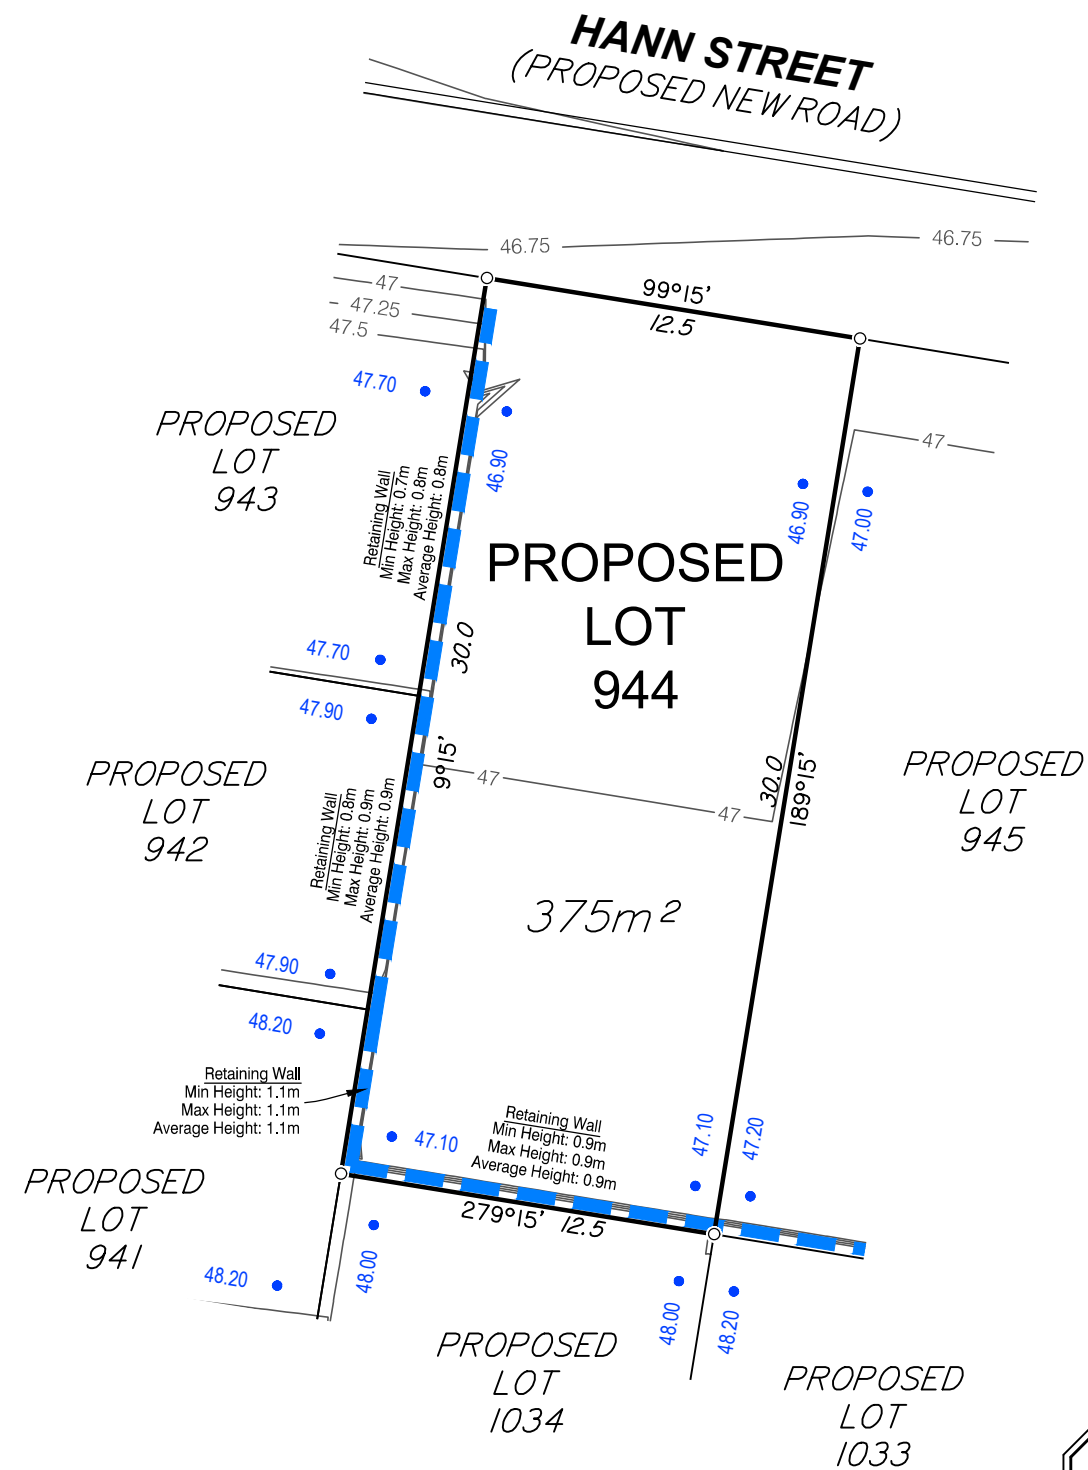 HANN STREET
(PROPOSED NEW ROAD)
46.75
46.75
47
47.25
47.5
99°15'
12.5
47.70
46.90
47
PROPOSED
LOT
943
Retaining Wall
Min Height: 0.7m
Max Height: 0.8m
Average Height: 0.8m
46.90
47.00
PROPOSED
LOT
944
47.70
30.0
47.90
9°15'
47
47
30.0
189°15'
PROPOSED
LOT
942
Retaining Wall
Min Height: 0.8m
Max Height: 0.9m
Average Height: 0.9m
PROPOSED
LOT
945
375m²
47.90
48.20
Retaining Wall
Min Height: 1.1m
Max Height: 1.1m
Average Height: 1.1m
47.10
Retaining Wall
Min Height: 0.9m
Max Height: 0.9m
Average Height: 0.9m
47.10
47.20
PROPOSED
LOT
941
279°15' 12.5
48.20
48.00
48.00
48.20
PROPOSED
LOT
1034
PROPOSED
LOT
1033